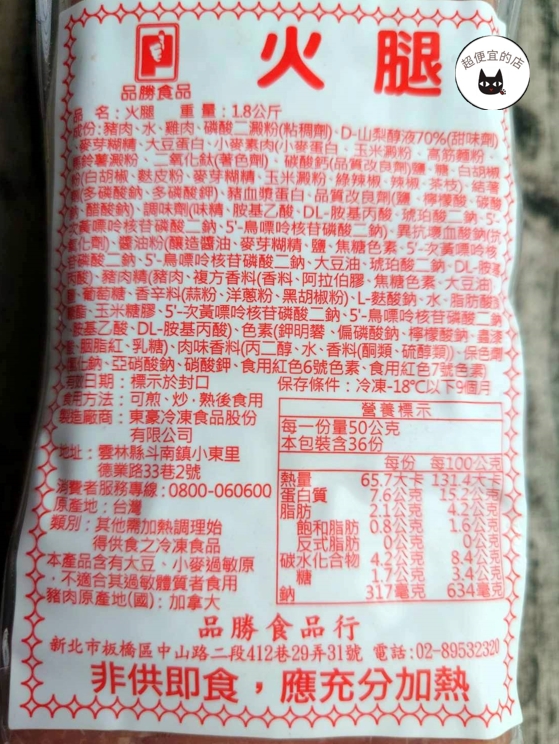 火腿
超便宜的店
品勝食品
品 名：火腿 重 量：1.8公斤
成份:豬肉、水、雞肉、磷酸二澱粉(粘稠劑)、D-山梨醇液70%(甜味劑)
、麥芽糊精、大豆蛋白、小麥素肉(小麥蛋白、玉米澱粉、高筋麵粉、
馬鈴薯澱粉、二氧化鈦(著色劑)、碳酸鈣(品質改良劑)、鹽、糖、白胡椒
粉(白胡椒、麩皮粉、麥芽糊精、玉米澱粉、綠辣椒、辣椒、茶枝)、結著
劑(多磷酸鈉、多磷酸鉀)、豬血漿蛋白、品質改良劑(鹽、檸檬酸、碳酸
鈉、醋酸鈉)、調味劑(味精、胺基乙酸、DL-胺基丙酸、琥珀酸二鈉、5'-
次黃嘌呤核苷磷酸二鈉、5'-鳥嘌呤核苷磷酸二鈉)、異抗壞血酸鈉(抗
氧化劑)、醬油粉(釀造醬油、麥芽糊精、鹽、焦糖色素、5'-次黃嘌呤核
苷磷酸二鈉、5'-鳥嘌呤核苷磷酸二鈉、大豆油、琥珀酸二鈉、DL-胺基
丙酸)、豬肉精(豬肉、複方香料(香料、阿拉伯膠、焦糖色素、大豆油)、
鹽、葡萄糖、香辛料(蒜粉、洋蔥粉、黑胡椒粉)、L-麩酸鈉、水、脂肪酸
甘酯、玉米糖膠、5'-次黃嘌呤核苷磷酸二鈉、5'-鳥嘌呤核苷磷酸二鈉
、胺基乙酸、DL-胺基丙酸)、色素(鉀明礬、偏磷酸鈉、檸檬酸鈉、
胭脂紅、乳糖)、肉味香料(丙二醇、水、香料(酮類、硫醇類))、保色劑
氯化鈉、亞硝酸鈉、硝酸鉀、食用紅色6號色素、食用紅色7號色素)
有效日期：標示於封口 保存條件：冷凍-18℃以下9個月
食用方法：可煎、炒，熟後食用
製造廠商：東豪冷凍食品股份
有限公司
地址：雲林縣斗南鎮小東里
德業路33巷2號
消費者服務專線:0800-060600
原產地:台灣
類別：其他需加熱調理始
得供食之冷凍食品
本產品含有大豆、小麥過敏原
，不適合其過敏體質者食用
豬肉原產地(國)：加拿大
營養標示
每一份量50公克
本包裝含36份
每份 每100公克
熱量 65.7大卡 131.4大卡
蛋白質 7.6公克 15.2公克
脂肪 2.1公克 4.2公克
飽和脂肪 0.8公克 1.6公克
反式脂肪 0公克 0公克
碳水化合物 4.2公克 8.4公克
糖 1.7公克 3.4公克
鈉 317毫克 634毫克
品勝食品行
新北市板橋區中山路二段412巷29弄31號 電話:02-89532320
非供即食，應充分加熱